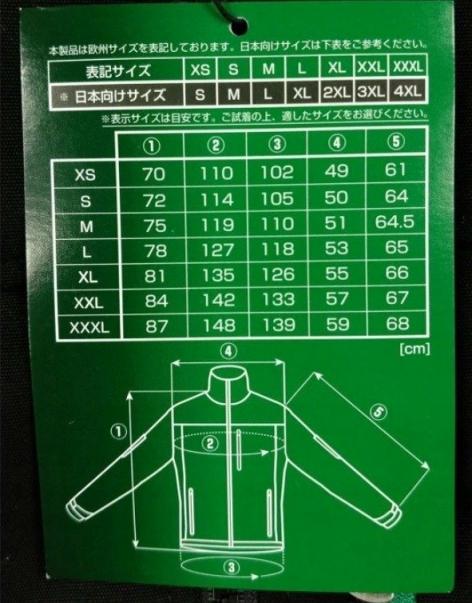 本製品は欧州サイズを表記しております。日本向けサイズは下表をご参考ください。
表記サイズ XS S M L XL XXL XXXL
※ 日本向けサイズ S M L XL 2XL 3XL 4XL
※表示サイズは目安です。ご試着の上、適したサイズをお選びください。
① ② ③ ④ ⑤
XS 70 110 102 49 61
S 72 114 105 50 64
M 75 119 110 51 64.5
L 78 127 118 53 65
XL 81 135 126 55 66
XXL 84 142 133 57 67
XXXL 87 148 139 59 68
[cm]
④
⑤
①
②
③